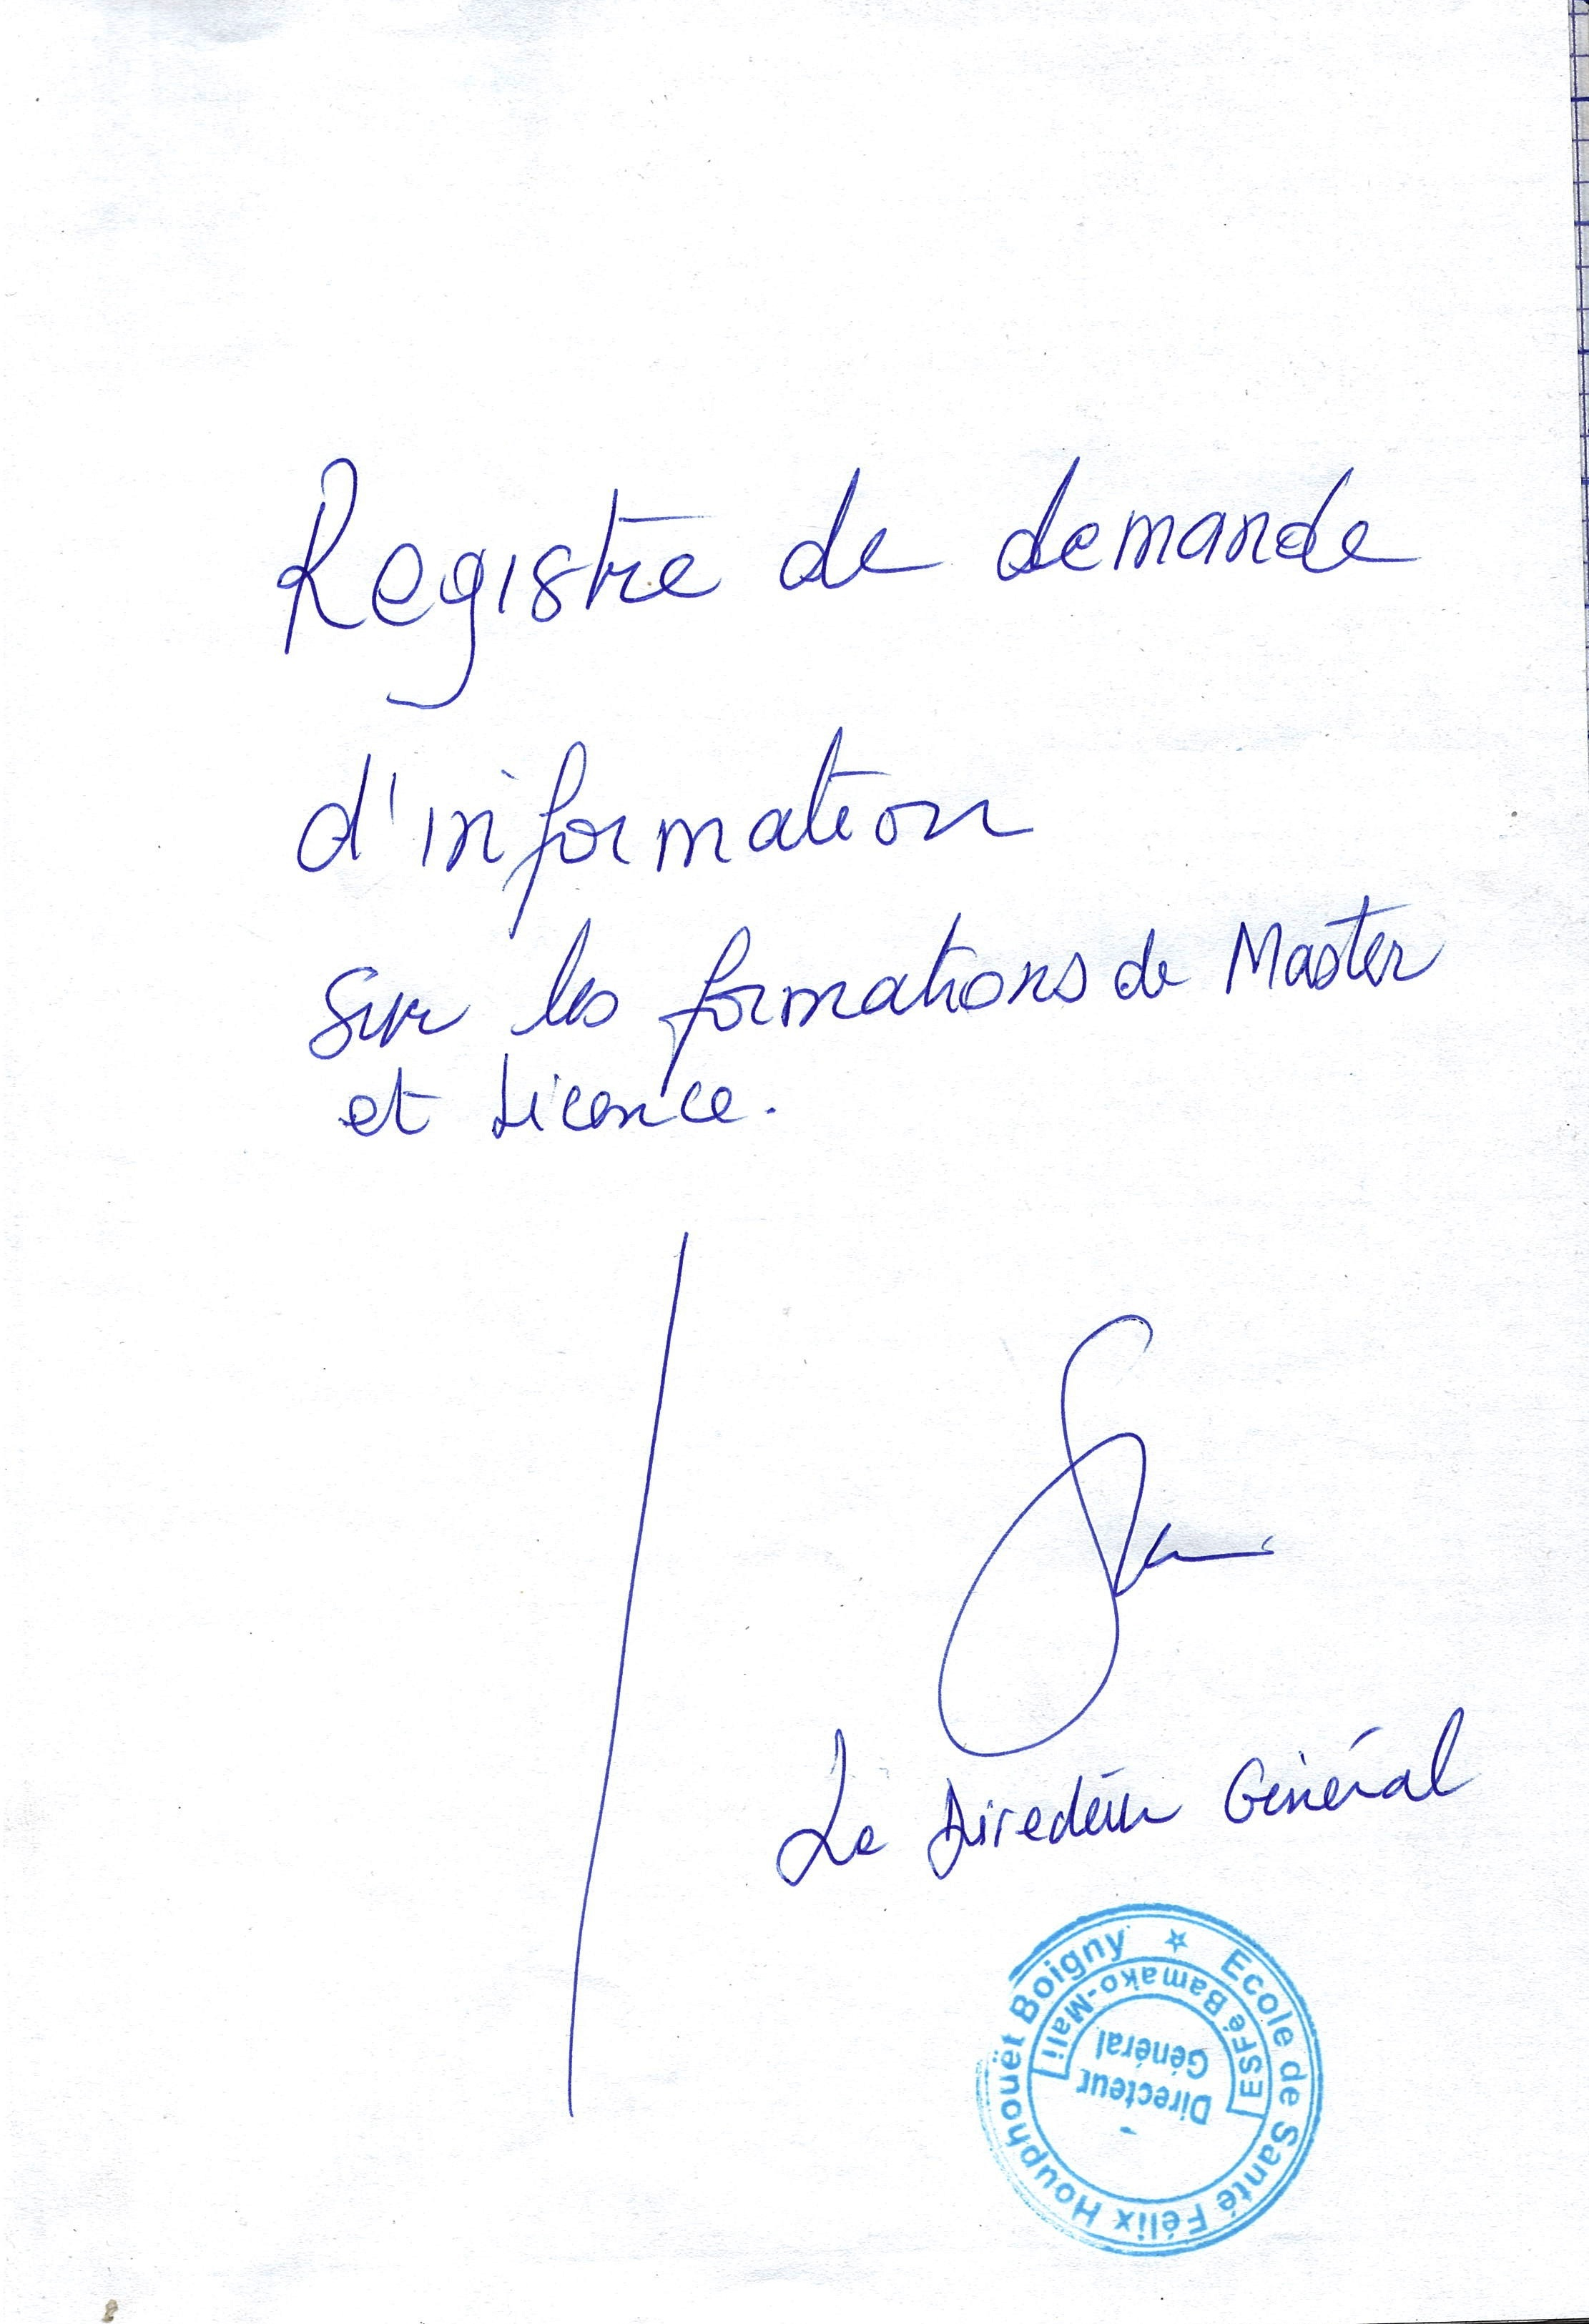 Registre de demande
d'information
sur les formations de Master
et Licence.
Le Directeur Général
Ecole de Santé Félix Houphouët Boigny
ESFé Bamako-Mali
Directeur
Général